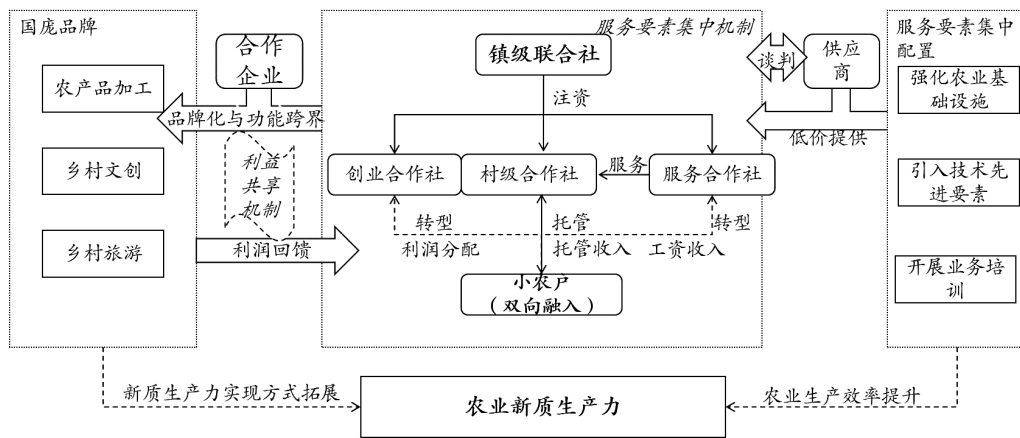 国庞品牌
农产品加工
乡村文创
乡村旅游
合作
企业
品牌化与功能跨界
利益
共享
机制
利润回馈
服务要素集中机制
镇级联合社
注资
创业合作社
村级合作社
服务
服务合作社
转型
托管
转型
利润分配
托管收入
工资收入
小农户
(双向融入)
谈判
供应
商
低价提供
服务要素集中
配置
强化农业基
础设施
引入技术先
进要素
开展业务培
训
新质生产力实现方式拓展
农业新质生产力
农业生产效率提升